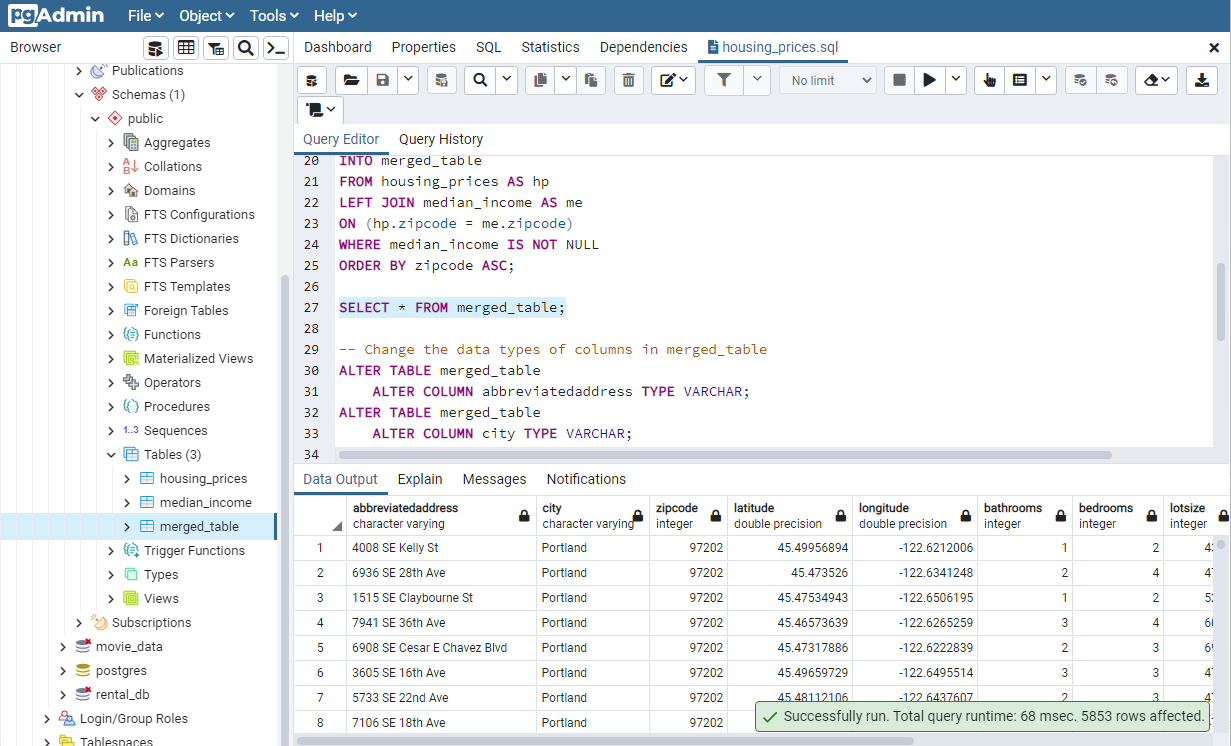 pgAdmin File Object Tools Help
Browser
Dashboard Properties SQL Statistics Dependencies housing_prices.sql
Publications
Schemas (1)
public
Aggregates
Collations
Domains
FTS Configurations
FTS Dictionaries
Aa FTS Parsers
FTS Templates
Foreign Tables
Functions
Materialized Views
Operators
Procedures
1..3 Sequences
Tables (3)
housing_prices
median_income
merged_table
Trigger Functions
Types
Views
Subscriptions
movie_data
postgres
rental_db
Login/Group Roles
Tablespaces
No limit
Query Editor Query History
20 INTO merged_table
21 FROM housing_prices AS hp
22 LEFT JOIN median_income AS me
23 ON (hp.zipcode = me.zipcode)
24 WHERE median_income IS NOT NULL
25 ORDER BY zipcode ASC;
26
27 SELECT * FROM merged_table;
28
29 -- Change the data types of columns in merged_table
30 ALTER TABLE merged_table
31 ALTER COLUMN abbreviatedaddress TYPE VARCHAR;
32 ALTER TABLE merged_table
33 ALTER COLUMN city TYPE VARCHAR;
34
Data Output Explain Messages Notifications
abbreviatedaddress city zipcode latitude longitude bathrooms bedrooms lotsize
character varying character varying integer double precision double precision integer integer integer
1 4008 SE Kelly St Portland 97202 45.49956894 -122.6212006 1 2
2 6936 SE 28th Ave Portland 97202 45.473526 -122.6341248 2 4
3 1515 SE Claybourne St Portland 97202 45.47534943 -122.6506195 1 2
4 7941 SE 36th Ave Portland 97202 45.46573639 -122.6265259 3 4
5 6908 SE Cesar E Chavez Blvd Portland 97202 45.47317886 -122.6222839 2 3
6 3605 SE 16th Ave Portland 97202 45.49659729 -122.6495514 3 3
7 5733 SE 22nd Ave Portland 97202 45.48112106 -122.6437607 2 3
8 7106 SE 18th Ave Portland 97202
Successfully run. Total query runtime: 68 msec. 5853 rows affected.